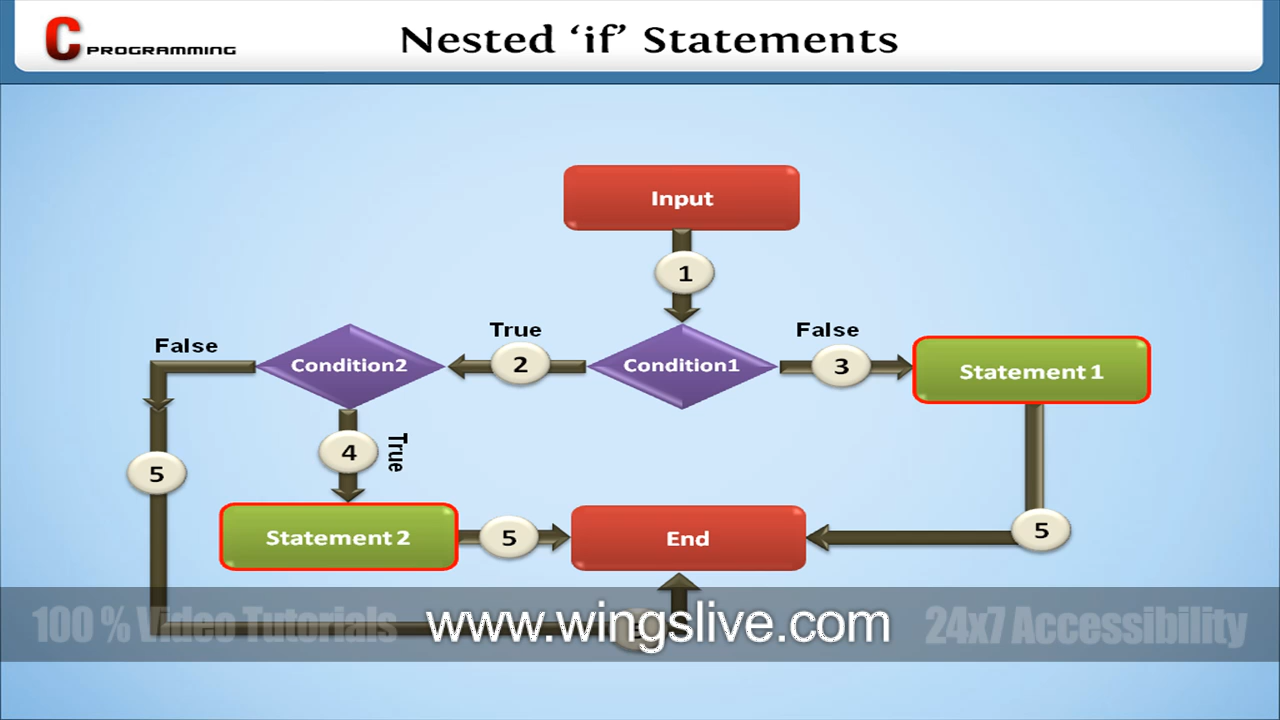 C PROGRAMMING
Nested ‘if’ Statements
Input
1
True
False
False
Condition2
2
Condition1
3
Statement 1
4
True
5
Statement 2
5
End
5
100 % Video Tutorials
www.wingslive.com
24x7 Accessibility